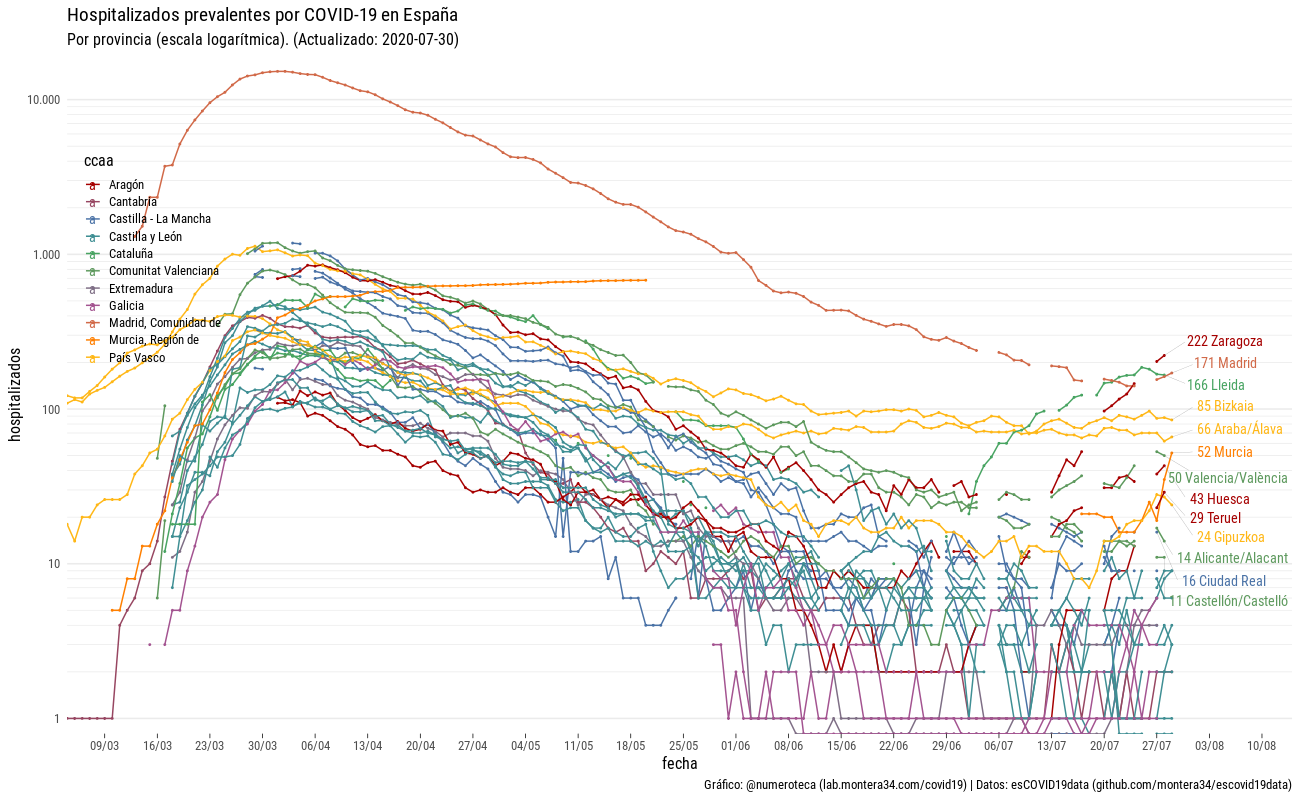 Hospitalizados prevalentes por COVID-19 en España
Por provincia (escala logarítmica). (Actualizado: 2020-07-30)
10.000
1.000
100
10
1
hospitalizados
ccaa
Aragón
Cantabria
Castilla - La Mancha
Castilla y León
Cataluña
Comunitat Valenciana
Extremadura
Galicia
Madrid, Comunidad de
Murcia, Región de
País Vasco
222 Zaragoza
171 Madrid
166 Lleida
85 Bizkaia
66 Araba/Álava
52 Murcia
50 Valencia/València
43 Huesca
29 Teruel
24 Gipuzkoa
14 Alicante/Alacant
16 Ciudad Real
11 Castellón/Castelló
09/03 16/03 23/03 30/03 06/04 13/04 20/04 27/04 04/05 11/05 18/05 25/05 01/06 08/06 15/06 22/06 29/06 06/07 13/07 20/07 27/07 03/08 10/08
fecha
Gráfico: @numeroteca (lab.montera34.com/covid19) | Datos: esCOVID19data (github.com/montera34/escovid19data)